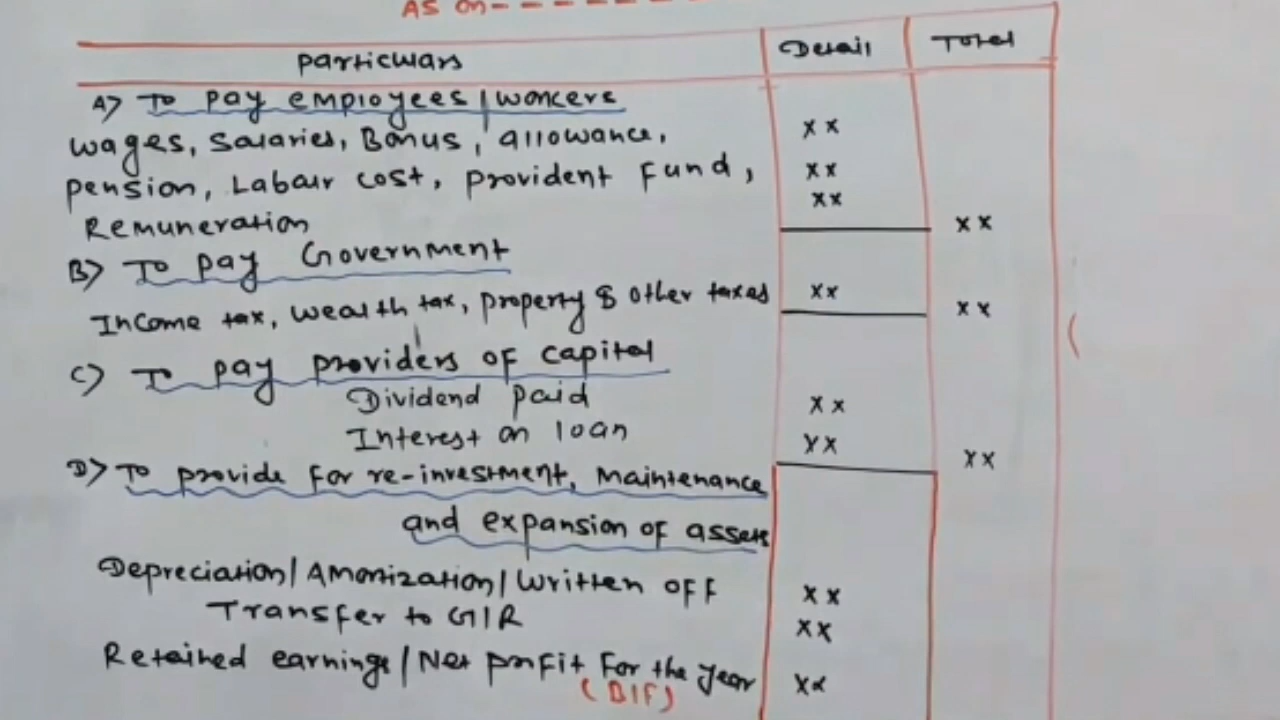 AS on - - - - - - -
Particulars Detail Total
A) To pay employees / workers
wages, salaries, Bonus, allowance, xx
pension, Labour cost, provident Fund, xx
Remuneration xx xx
B) To pay Government
Income tax, wealth tax, property & other taxes xx xx
C) To pay providers of capital
Dividend paid xx
Interest on loan xx xx
D) To provide for re-investment, maintenance
and expansion of assets
Depreciation / Amortization / Written off xx
Transfer to G/R xx
Retained earnings / Net profit for the year xx
(B/F)